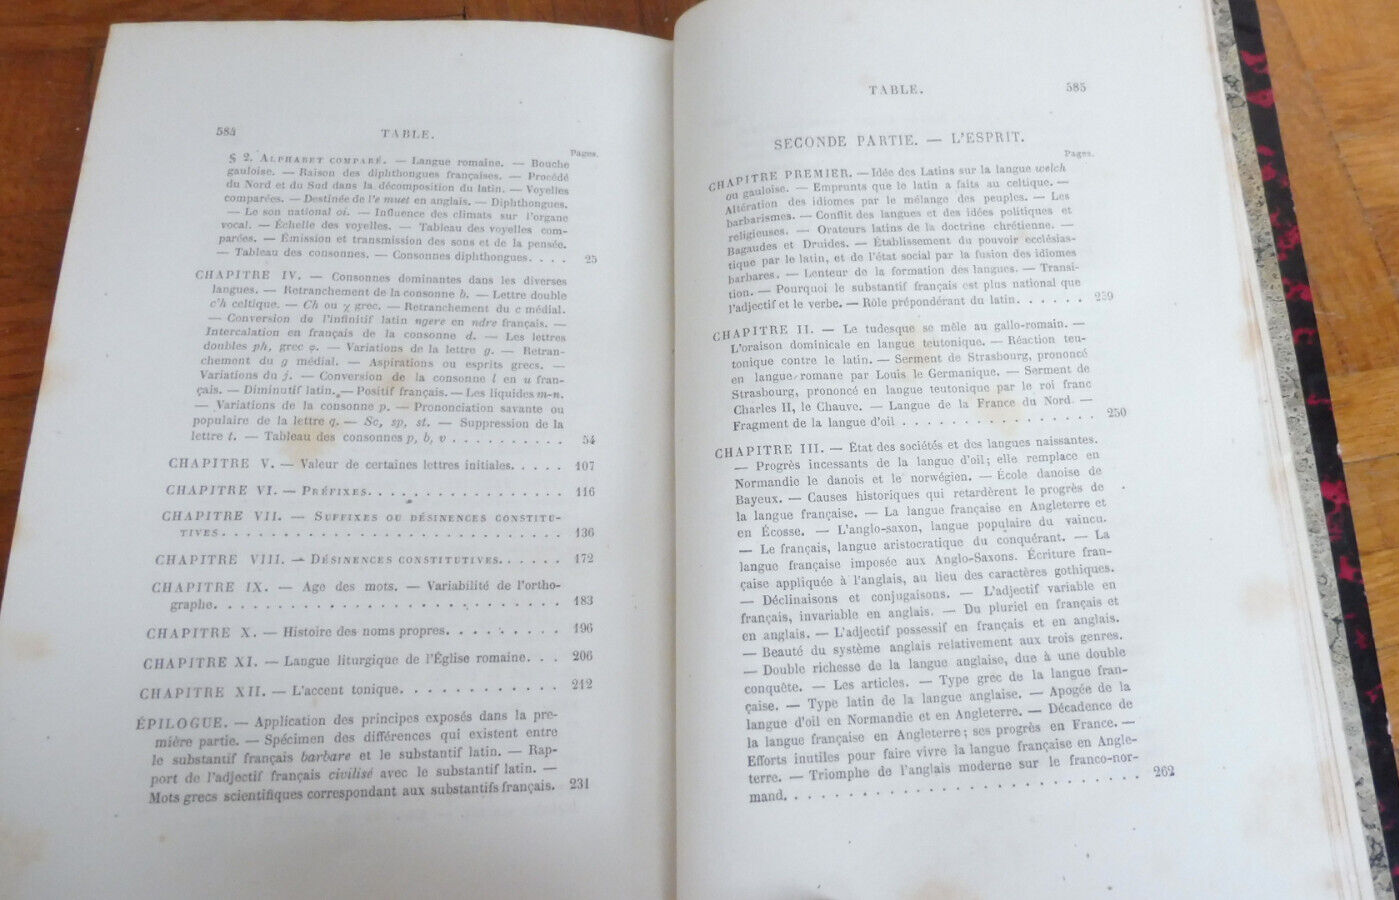 584
TABLE.
Pages.
§ 2. ALPHABET COMPARÉ. — Langue romaine. — Bouche
gauloise. — Raison des diphthongues françaises. — Procédé
du Nord et du Sud dans la décomposition du latin. — Voyelles
comparées. — Destinée de l'e muet en anglais. — Diphthongues.
— Le son national oi. — Influence des climats sur l'organe
vocal. — Échelle des voyelles. — Tableau des voyelles com-
parées. — Émission et transmission des sons et de la pensée.
— Tableau des consonnes. — Consonnes diphthongues. . . . 25
CHAPITRE IV. — Consonnes dominantes dans les diverses
langues. — Retranchement de la consonne b. — Lettre double
c'h celtique. — Ch ou χ grec. — Retranchement du c médial.
— Conversion de l'infinitif latin ngere en ndre français. —
Intercalation en français de la consonne d. — Les lettres
doubles ph, grec φ. — Variations de la lettre g. — Retran-
chement du g médial. — Aspirations ou esprits grecs. —
Variations du j. — Conversion de la consonne l en u fran-
çais. — Diminutif latin. — Positif français. — Les liquides m-n.
— Variations de la consonne p. — Prononciation savante ou
populaire de la lettre q. — Sc, sp, st. — Suppression de la
lettre t. — Tableau des consonnes p, b, v . . . . . . . . . . 54
CHAPITRE V. — Valeur de certaines lettres initiales. . . . . 107
CHAPITRE VI. — PRÉFIXES. . . . . . . . . . . . . . . . 116
CHAPITRE VII. — SUFFIXES OU DÉSINENCES CONSTITU-
TIVES. . . . . . . . . . . . . . . . . . . . . . . . . . . 136
CHAPITRE VIII. — DÉSINENCES CONSTITUTIVES. . . . . . 172
CHAPITRE IX. — Age des mots. — Variabilité de l'ortho-
graphe. . . . . . . . . . . . . . . . . . . . . . . . . . . 183
CHAPITRE X. — Histoire des noms propres. . . . . . . . . 196
CHAPITRE XI. — Langue liturgique de l'Église romaine. . . 206
CHAPITRE XII. — L'accent tonique. . . . . . . . . . . . . 212
ÉPILOGUE. — Application des principes exposés dans la pre-
mière partie. — Spécimen des différences qui existent entre
le substantif français barbare et le substantif latin. — Rap-
port de l'adjectif français civilisé avec le substantif latin. —
Mots grecs scientifiques correspondant aux substantifs français. 231
TABLE.
585
SECONDE PARTIE. — L'ESPRIT.
Pages.
CHAPITRE PREMIER. — Idée des Latins sur la langue welch
ou gauloise. — Emprunts que le latin a faits au celtique. —
Altération des idiomes par le mélange des peuples. — Les
barbarismes. — Conflit des langues et des idées politiques et
religieuses. — Orateurs latins de la doctrine chrétienne. —
Bagaudes et Druides. — Établissement du pouvoir ecclésias-
tique par le latin, et de l'état social par la fusion des idiomes
barbares. — Lenteur de la formation des langues. — Transi-
tion. — Pourquoi le substantif français est plus national que
l'adjectif et le verbe. — Rôle prépondérant du latin. . . . . . 239
CHAPITRE II. — Le tudesque se mêle au gallo-romain. —
L'oraison dominicale en langue teutonique. — Réaction teu-
tonique contre le latin. — Serment de Strasbourg, prononcé
en langue romane par Louis le Germanique. — Serment de
Strasbourg, prononcé en langue teutonique par le roi franc
Charles II, le Chauve. — Langue de la France du Nord. —
Fragment de la langue d'oil . . . . . . . . . . . . . . . 250
CHAPITRE III. — État des sociétés et des langues naissantes.
— Progrès incessants de la langue d'oil; elle remplace en
Normandie le danois et le norwégien. — École danoise de
Bayeux. — Causes historiques qui retardèrent le progrès de
la langue française. — La langue française en Angleterre et
en Écosse. — L'anglo-saxon, langue populaire du vaincu.
— Le français, langue aristocratique du conquérant. — La
langue française imposée aux Anglo-Saxons. Écriture fran-
çaise appliquée à l'anglais, au lieu des caractères gothiques.
— Déclinaisons et conjugaisons. — L'adjectif variable en
français, invariable en anglais. — Du pluriel en français et
en anglais. — L'adjectif possessif en français et en anglais.
— Beauté du système anglais relativement aux trois genres.
— Double richesse de la langue anglaise, due à une double
conquête. — Les articles. — Type grec de la langue fran-
çaise. — Type latin de la langue anglaise. — Apogée de la
langue d'oil en Normandie et en Angleterre. — Décadence de
la langue française en Angleterre; ses progrès en France. —
Efforts inutiles pour faire vivre la langue française en Angle-
terre. — Triomphe de l'anglais moderne sur le franco-nor-
mand. . . . . . . . . . . . . . . . . . . . . . . . . . . 262